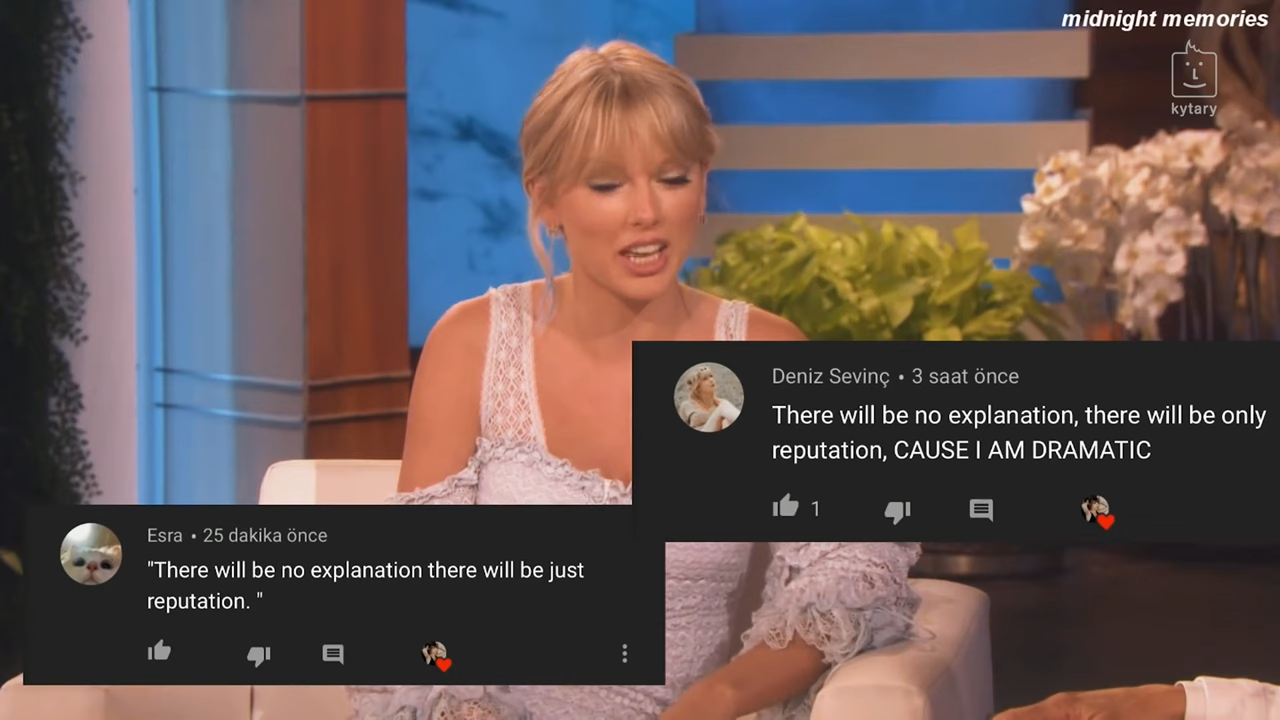 midnight memories
kytary
Deniz Sevinç • 3 saat önce
There will be no explanation, there will be only
reputation, CAUSE I AM DRAMATIC
1
Esra • 25 dakika önce
"There will be no explanation there will be just
reputation. "